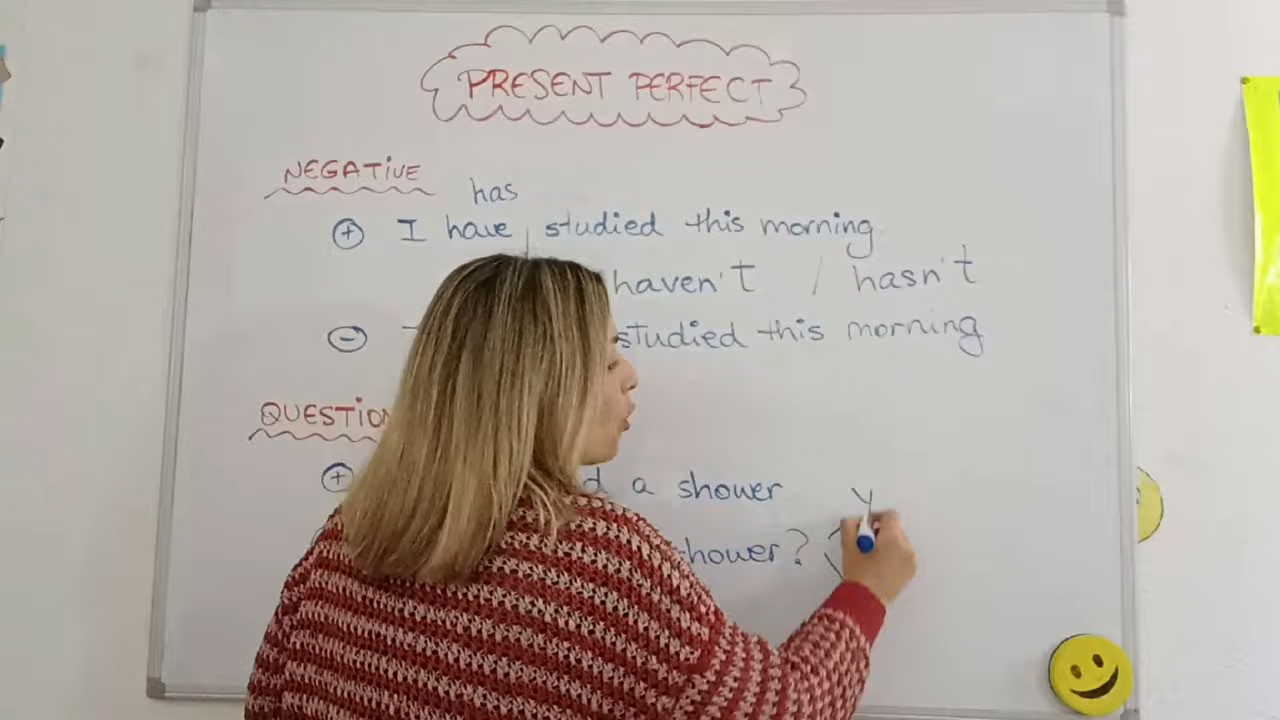 PRESENT PERFECT
NEGATIVE
has
+ I have studied this morning
haven't / hasn't
- studied this morning
QUESTION
+ a shower
shower?